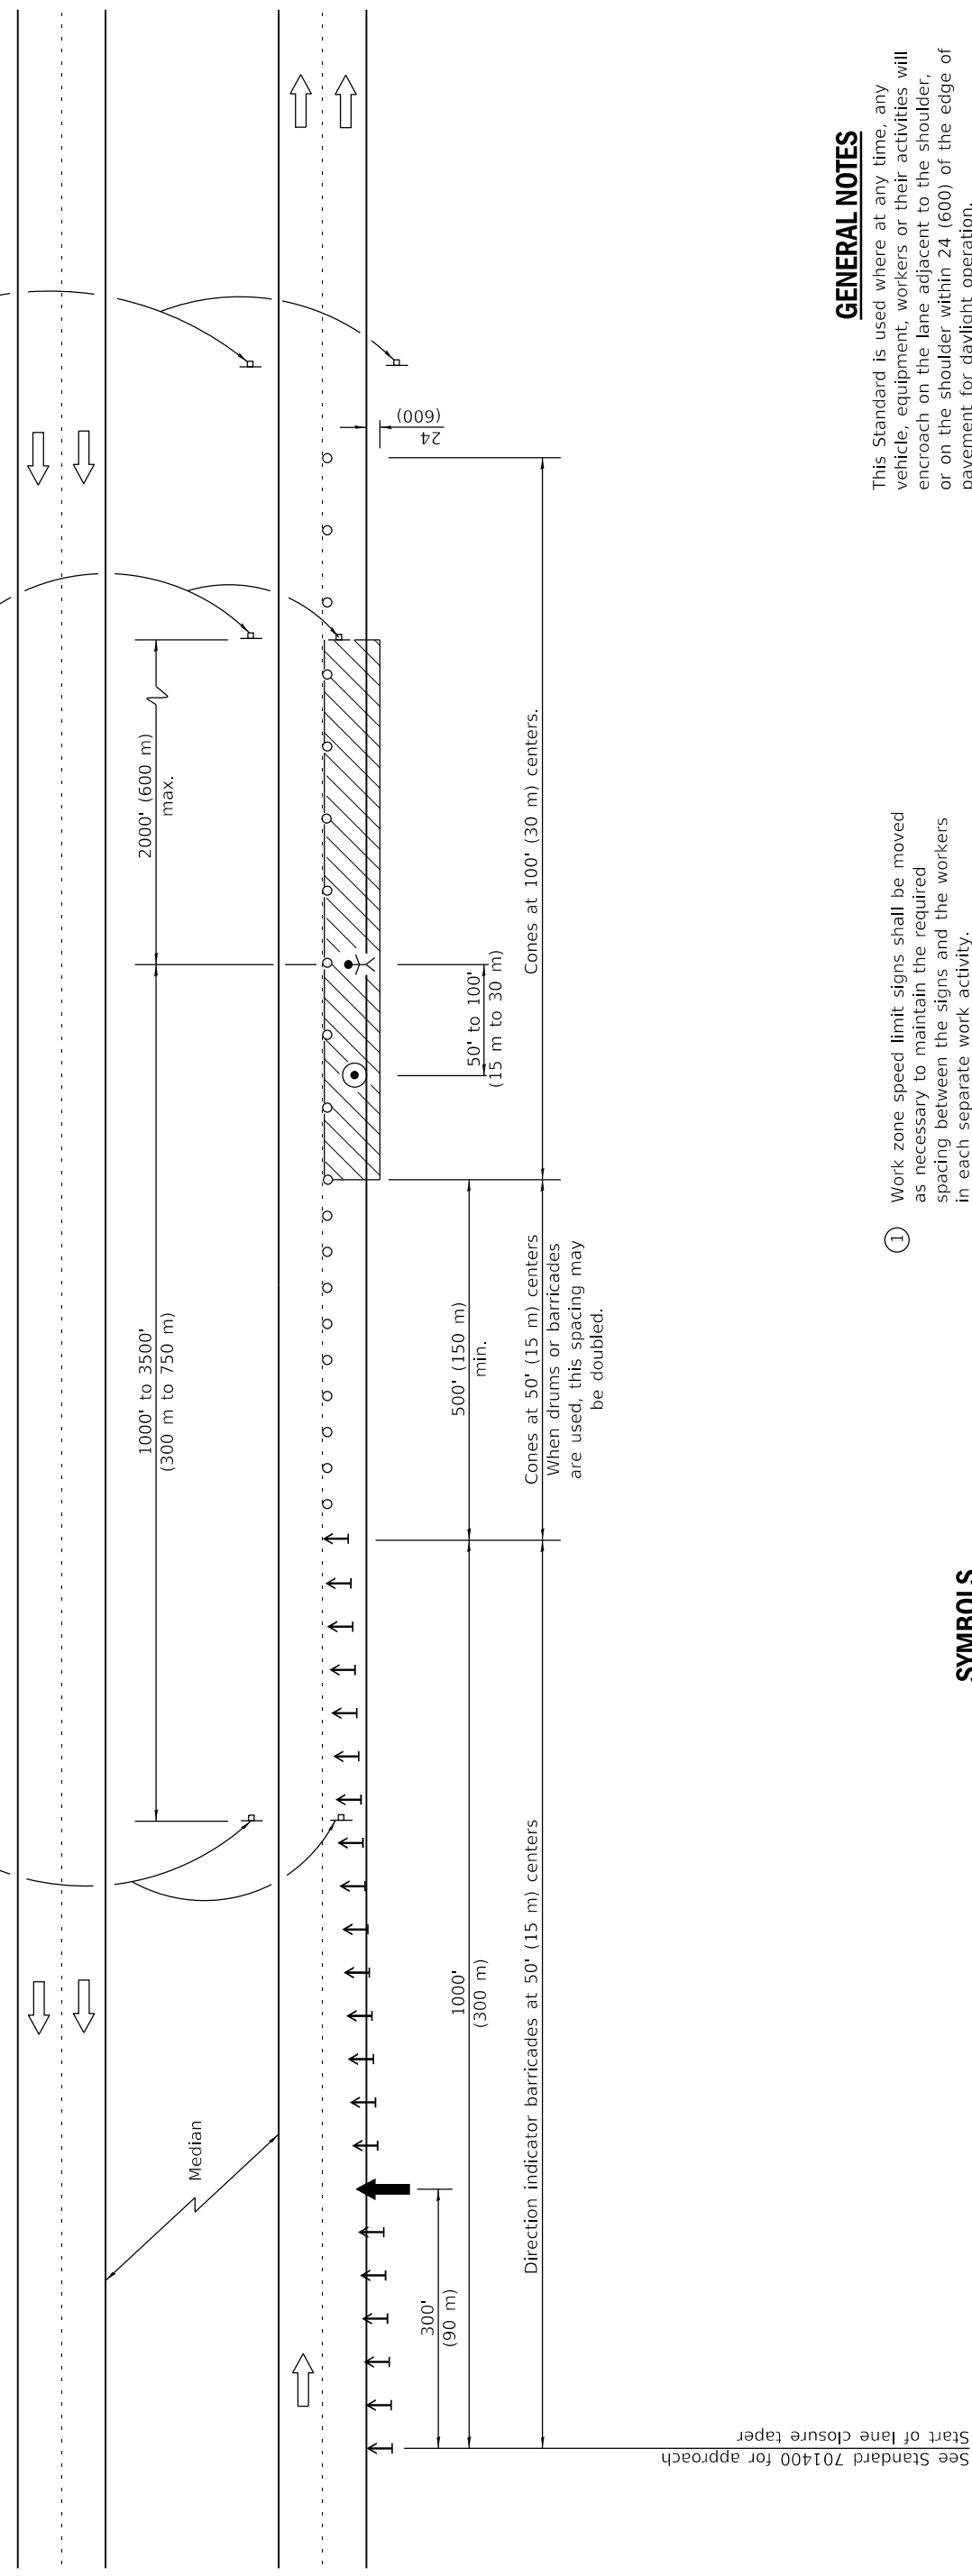 GENERAL NOTES
This Standard is used where at any time, any
vehicle, equipment, workers or their activities will
encroach on the lane adjacent to the shoulder,
or on the shoulder within 24 (600) of the edge of
pavement for daylight operation.
24
(600)
2000' (600 m)
max.
Cones at 100' (30 m) centers.
50' to 100'
(15 m to 30 m)
1 Work zone speed limit signs shall be moved
as necessary to maintain the required
spacing between the signs and the workers
in each separate work activity.
1000' to 3500'
(300 m to 750 m)
500' (150 m)
min.
Cones at 50' (15 m) centers
When drums or barricades
are used, this spacing may
be doubled.
SYMBOLS
1000'
(300 m)
Direction indicator barricades at 50' (15 m) centers
Median
300'
(90 m)
Start of lane closure taper
See Standard 701400 for approach